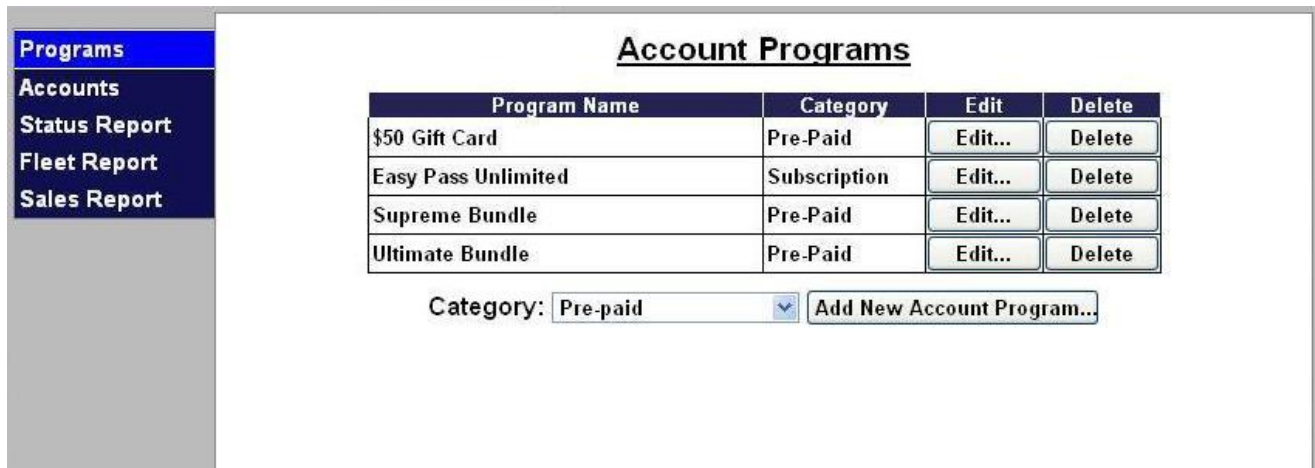 Programs
Accounts
Status Report
Fleet Report
Sales Report
Account Programs
Program Name Category Edit Delete
$50 Gift Card Pre-Paid Edit... Delete
Easy Pass Unlimited Subscription Edit... Delete
Supreme Bundle Pre-Paid Edit... Delete
Ultimate Bundle Pre-Paid Edit... Delete
Category: Pre-paid Add New Account Program...